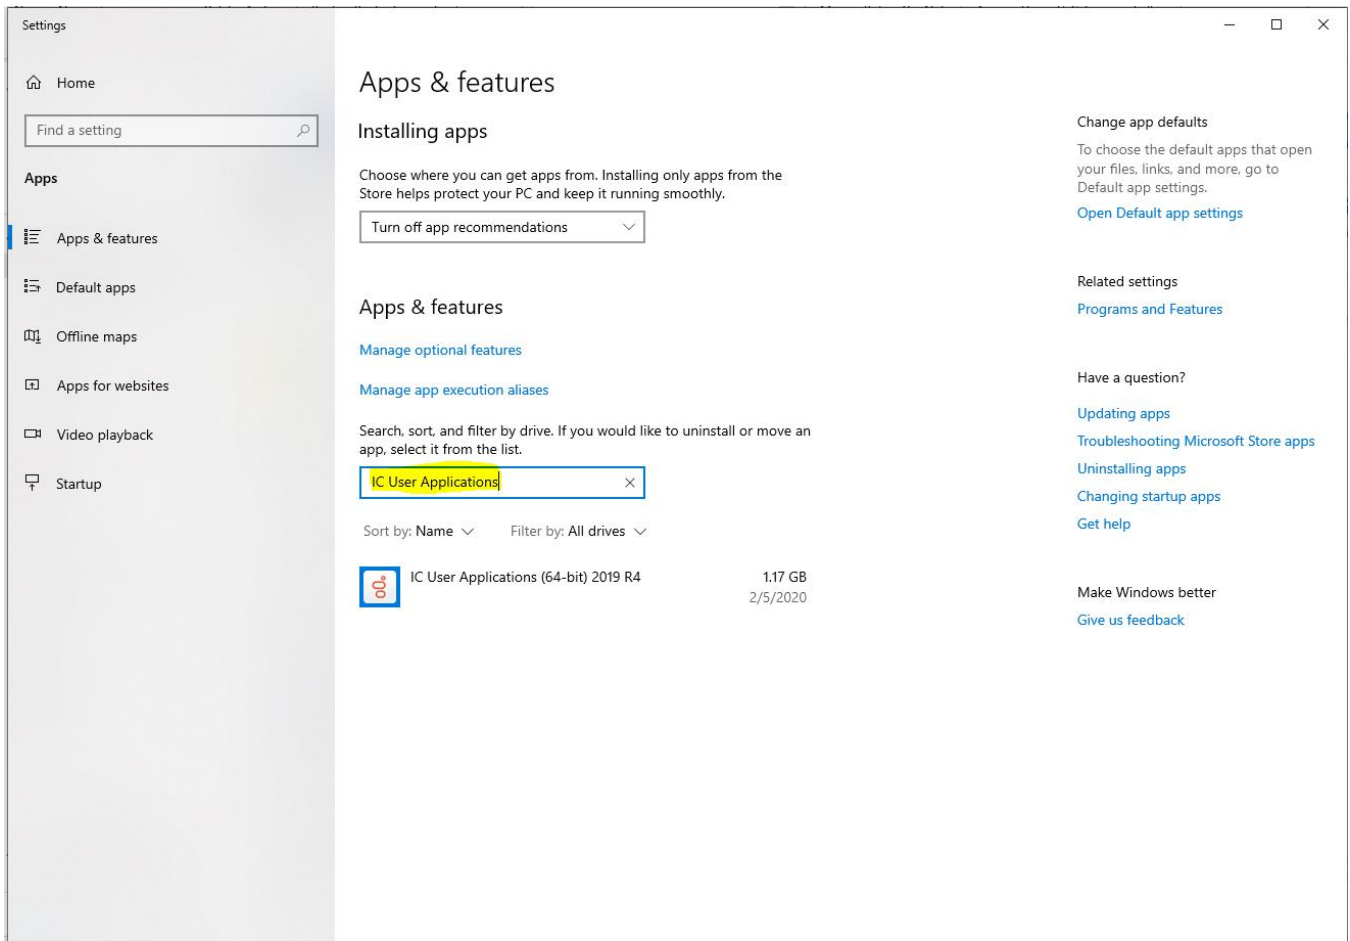 Settings
Home
Find a setting
Apps
Apps & features
Default apps
Offline maps
Apps for websites
Video playback
Startup
Apps & features
Installing apps
Choose where you can get apps from. Installing only apps from the
Store helps protect your PC and keep it running smoothly.
Turn off app recommendations
Apps & features
Manage optional features
Manage app execution aliases
Search, sort, and filter by drive. If you would like to uninstall or move an
app, select it from the list.
IC User Applications
Sort by: Name Filter by: All drives
IC User Applications (64-bit) 2019 R4 1.17 GB
2/5/2020
Change app defaults
To choose the default apps that open
your files, links, and more, go to
Default app settings.
Open Default app settings
Related settings
Programs and Features
Have a question?
Updating apps
Troubleshooting Microsoft Store apps
Uninstalling apps
Changing startup apps
Get help
Make Windows better
Give us feedback